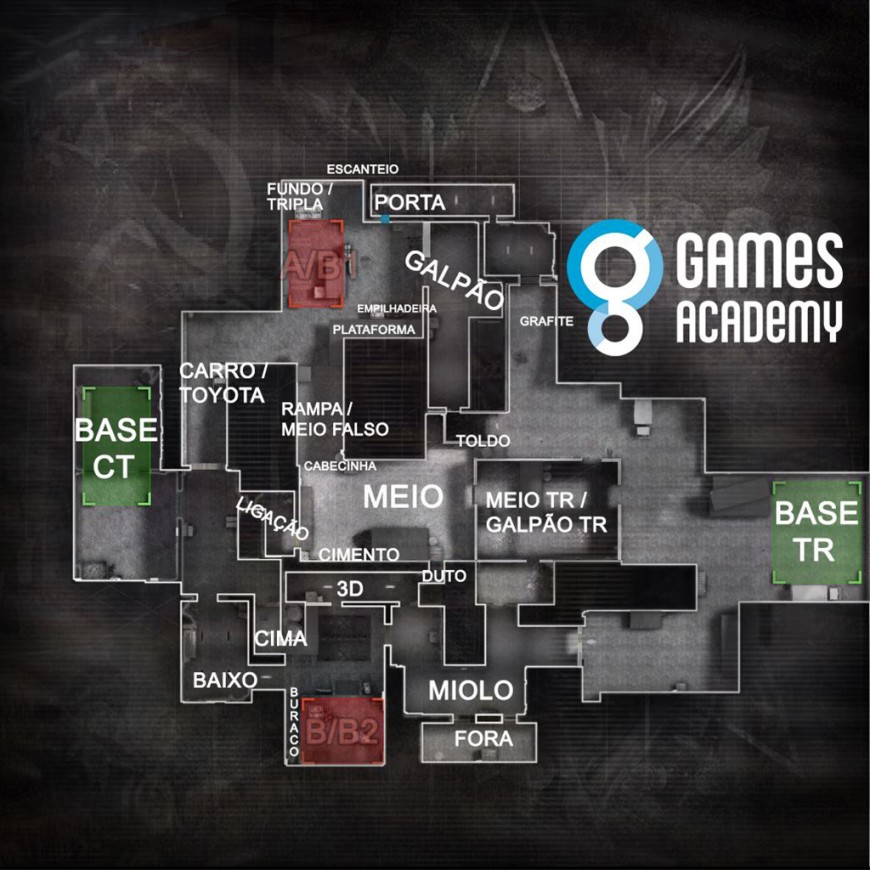 ESCANTEIO
FUNDO /
TRIPLA
PORTA
A/B1
GALPÃO
GAMES
ACADEMY
EMPILHADEIRA
GRAFITE
PLATAFORMA
CARRO /
TOYOTA
RAMPA /
MEIO FALSO
BASE
CT
TOLDO
CABECINHA
MEIO
MEIO TR /
GALPÃO TR
BASE
TR
LIGAÇÃO
CIMENTO
DUTO
3D
CIMA
BAIXO
MIOLO
BURACO
B/B2
FORA